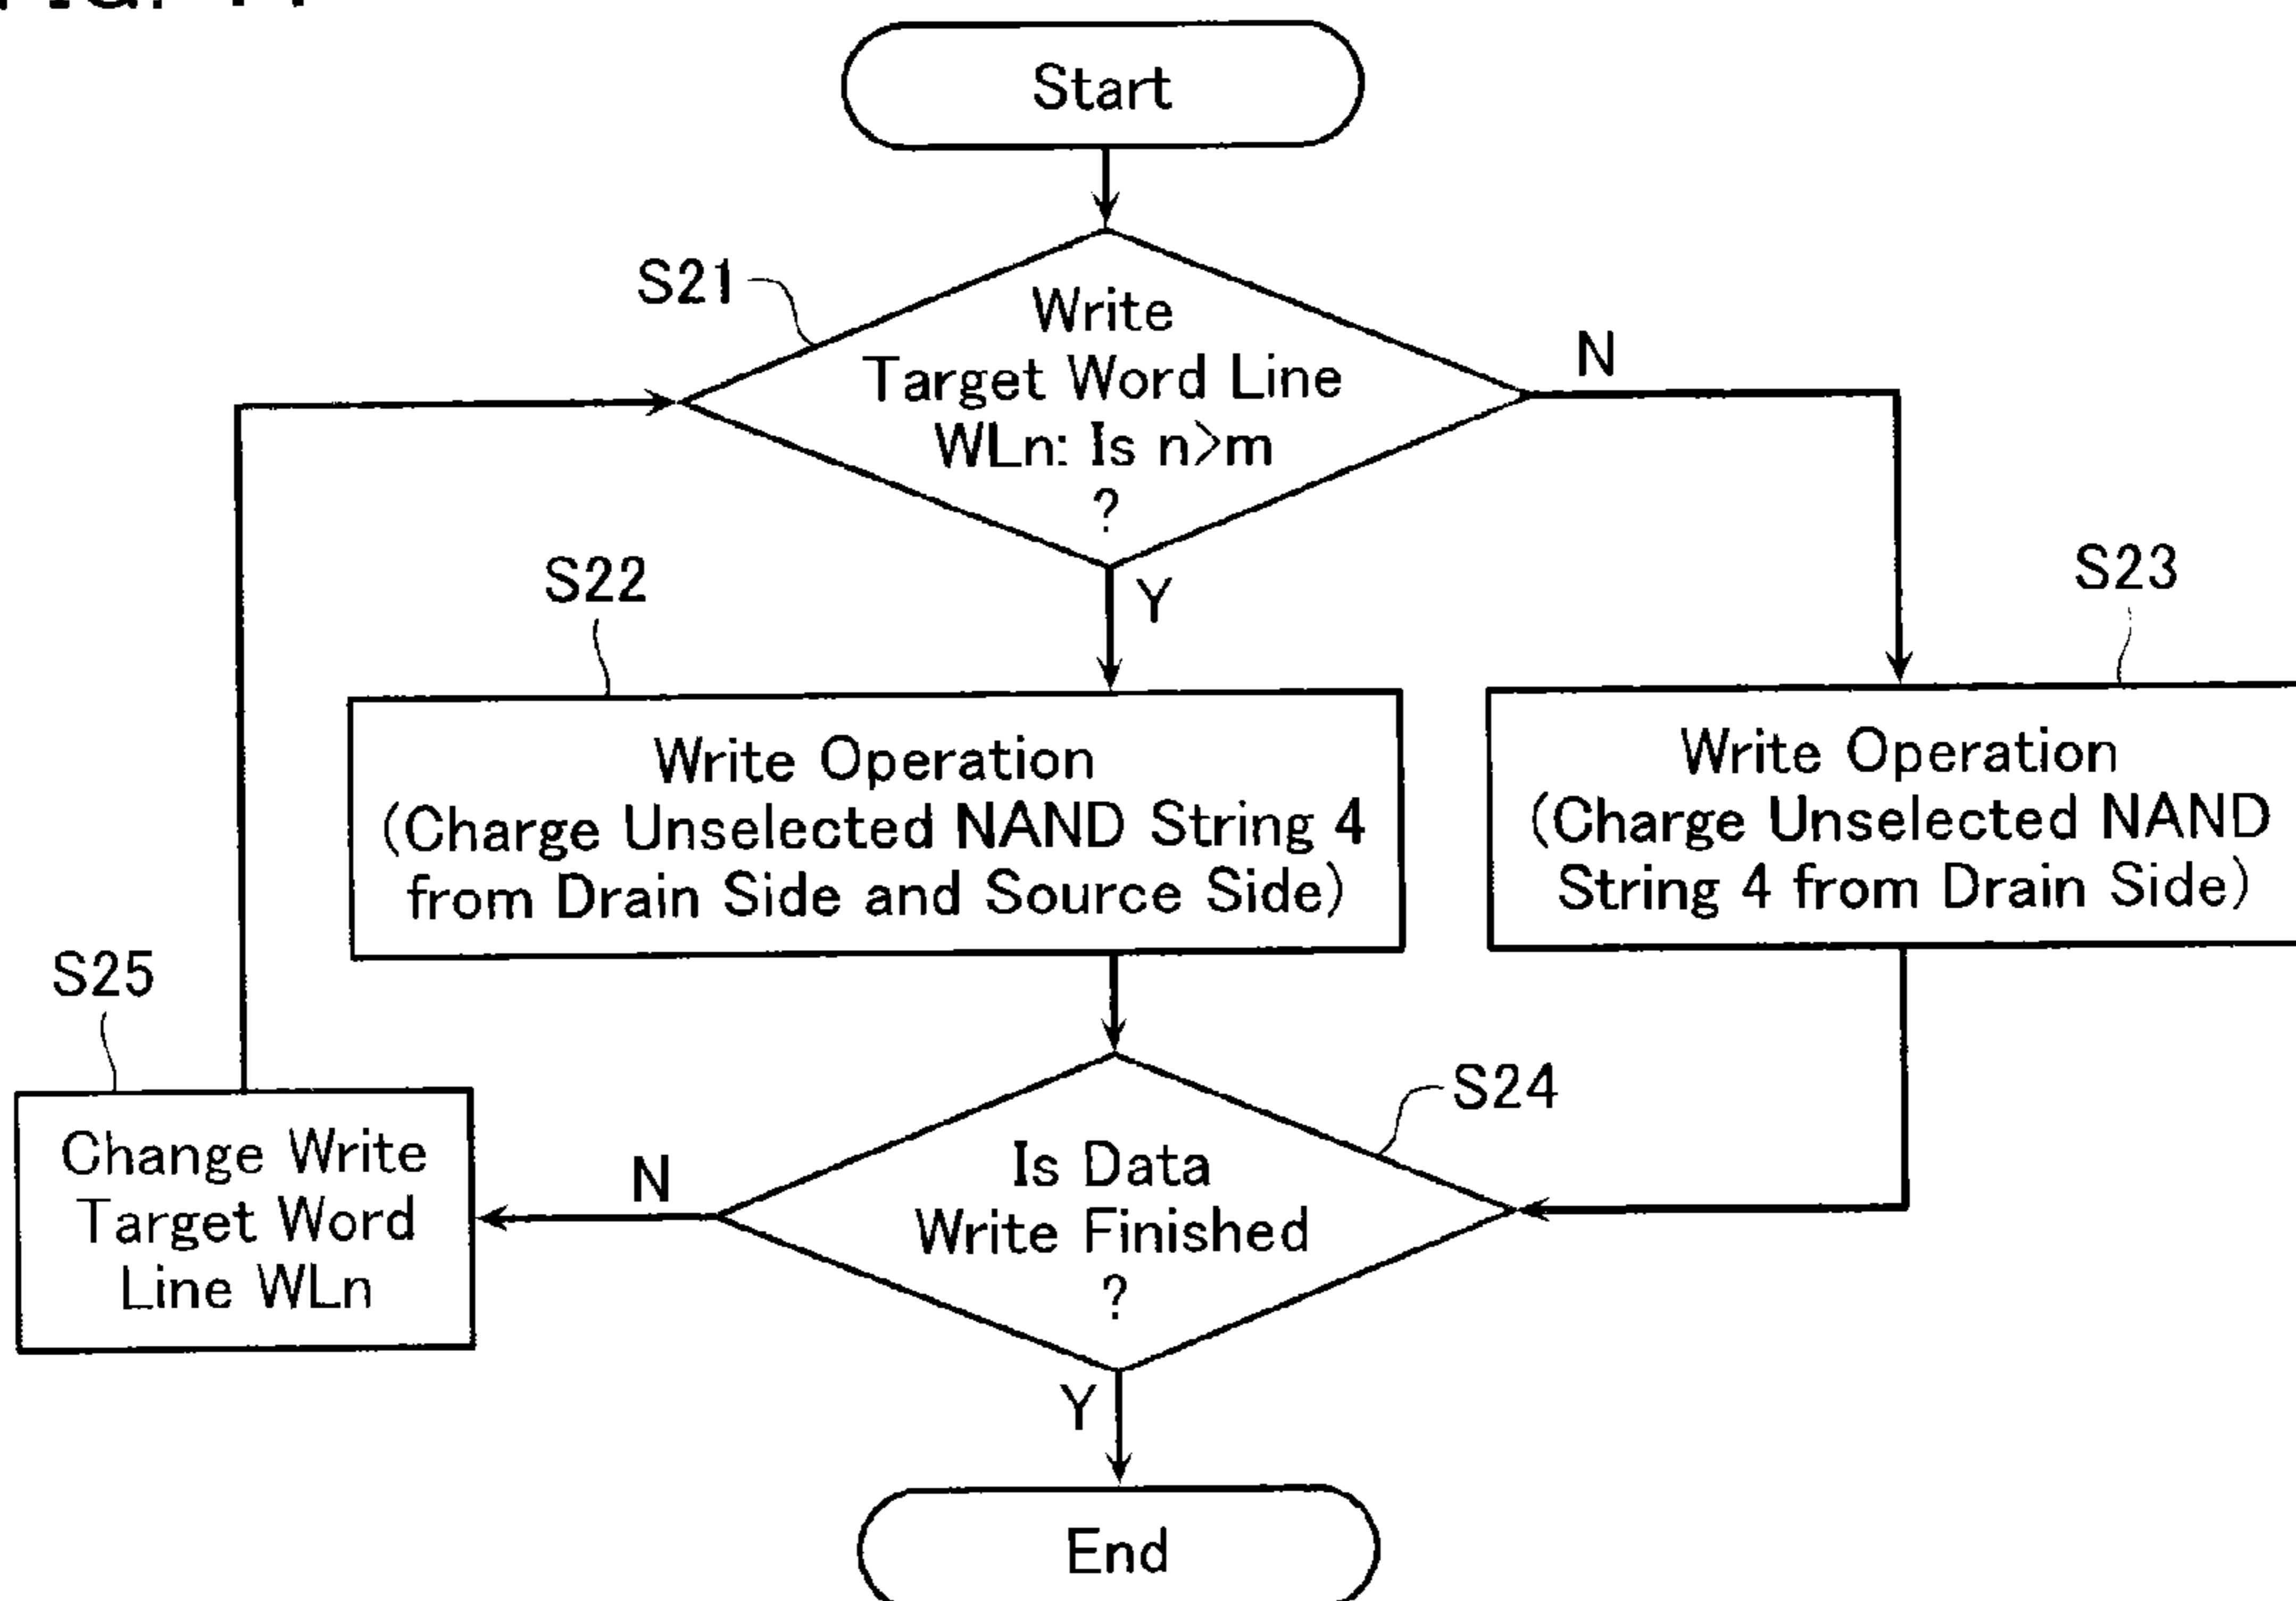 Start
S21
Write
Target Word Line
WLn: Is n>m
?
N
Y
S22
Write Operation
(Charge Unselected NAND String 4
from Drain Side and Source Side)
S23
Write Operation
(Charge Unselected NAND
String 4 from Drain Side)
S24
Is Data
Write Finished
?
N
S25
Change Write
Target Word
Line WLn
Y
End